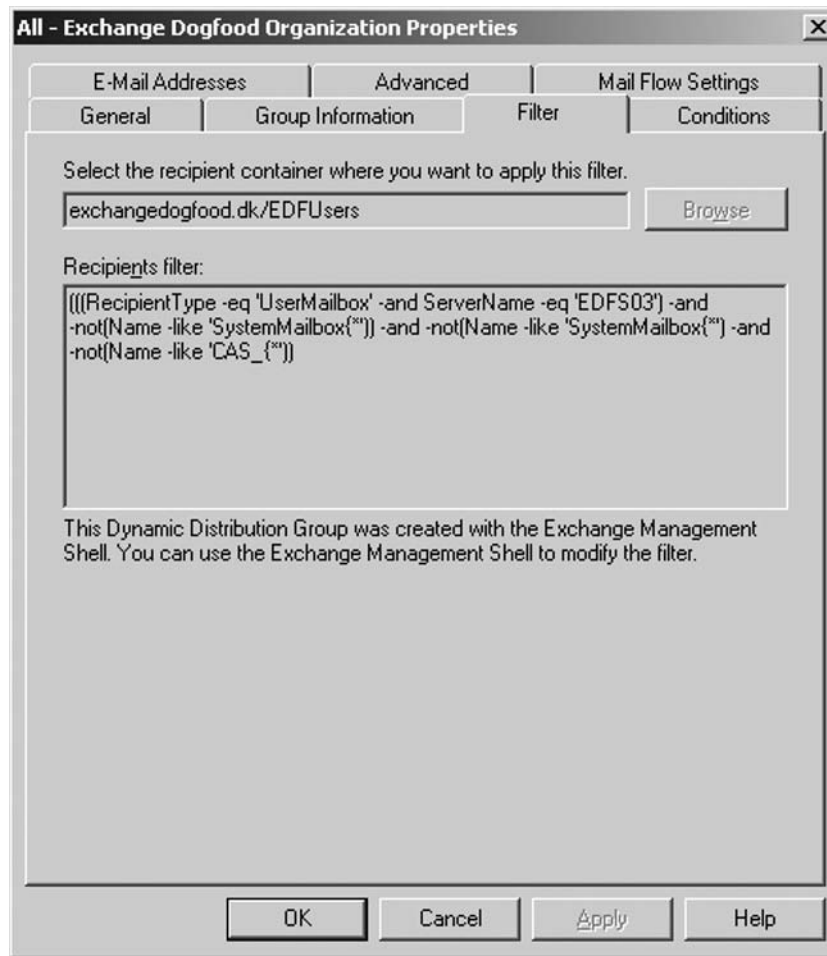 All - Exchange Dogfood Organization Properties
E-Mail Addresses
Advanced
Mail Flow Settings
General
Group Information
Filter
Conditions
Select the recipient container where you want to apply this filter.
exchangedogfood.dk/EDFUsers
Browse
Recipients filter:
(((RecipientType -eq 'UserMailbox' -and ServerName -eq 'EDFS03') -and
-not(Name -like 'SystemMailbox{*')) -and -not(Name -like 'SystemMailbox{*') -and
-not(Name -like 'CAS_{*'))
This Dynamic Distribution Group was created with the Exchange Management
Shell. You can use the Exchange Management Shell to modify the filter.
OK
Cancel
Apply
Help